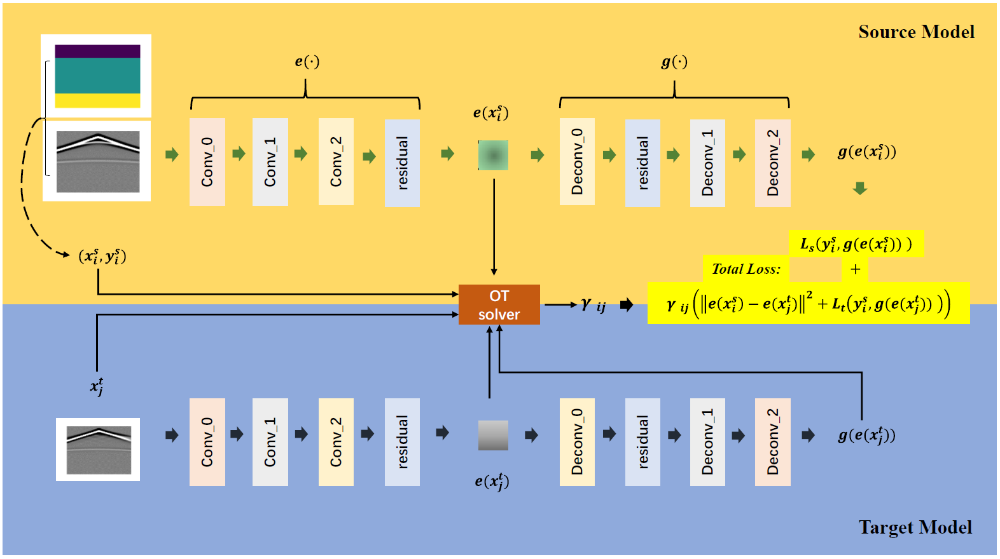 Source Model
e(·)
g(·)
e(x_i^s)
Conv_0
Conv_1
Conv_2
residual
Deconv_0
residual
Deconv_1
Deconv_2
g(e(x_i^s))
(x_i^s, y_i^s)
L_s(y_i^s, g(e(x_i^s)) )
Total Loss:
+
OT
solver
γ ij
γ ij(‖e(x_i^s) − e(x_j^t)‖^2 + L_t(y_i^s, g(e(x_j^t)) ))
x_j^t
Conv_0
Conv_1
Conv_2
residual
Deconv_0
residual
Deconv_1
Deconv_2
g(e(x_j^t))
e(x_j^t)
Target Model